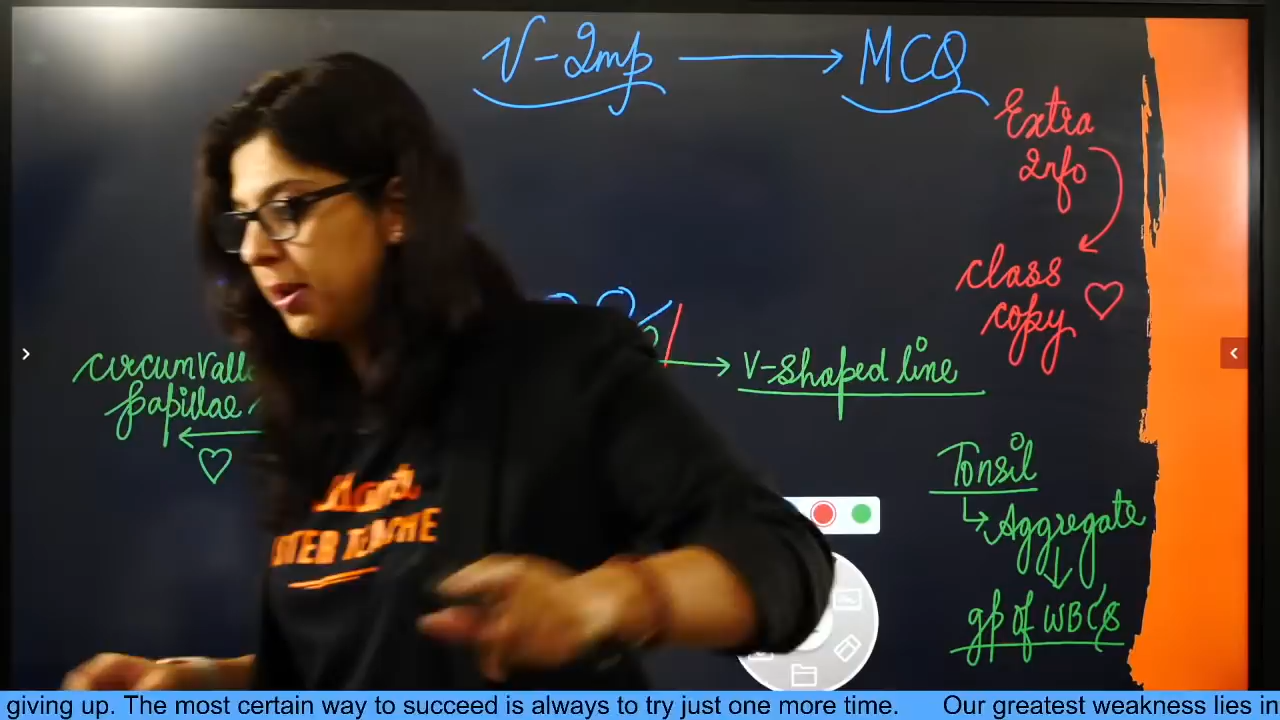 V-Imp → MCQ
Extra
Info
class
copy
circumvalla
papillae
V-shaped line
Tonsil
Aggregate
gp of WBC's
giving up. The most certain way to succeed is always to try just one more time. Our greatest weakness lies in